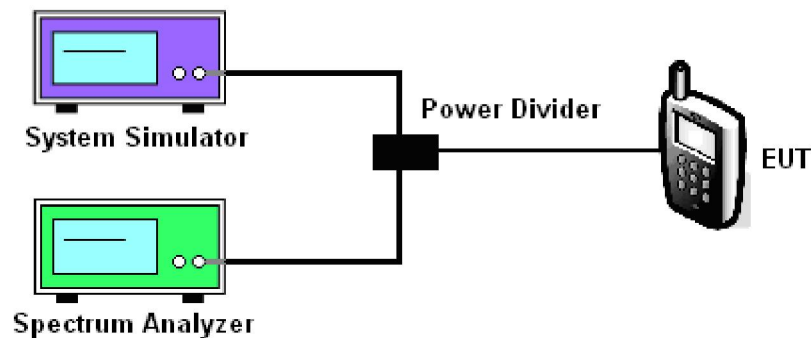 System Simulator
Power Divider
EUT
Spectrum Analyzer